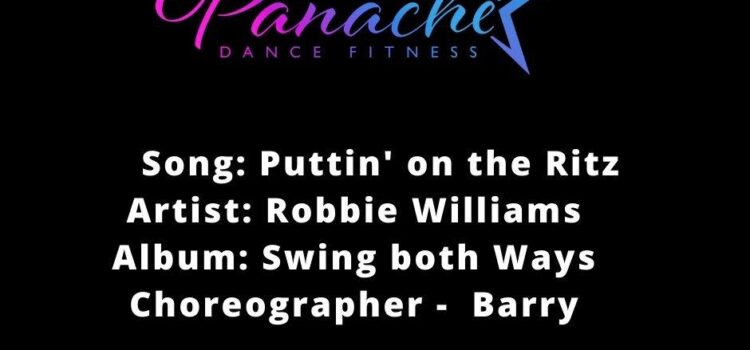 Panache
DANCE FITNESS
Song: Puttin' on the Ritz
Artist: Robbie Williams
Album: Swing both Ways
Choreographer - Barry